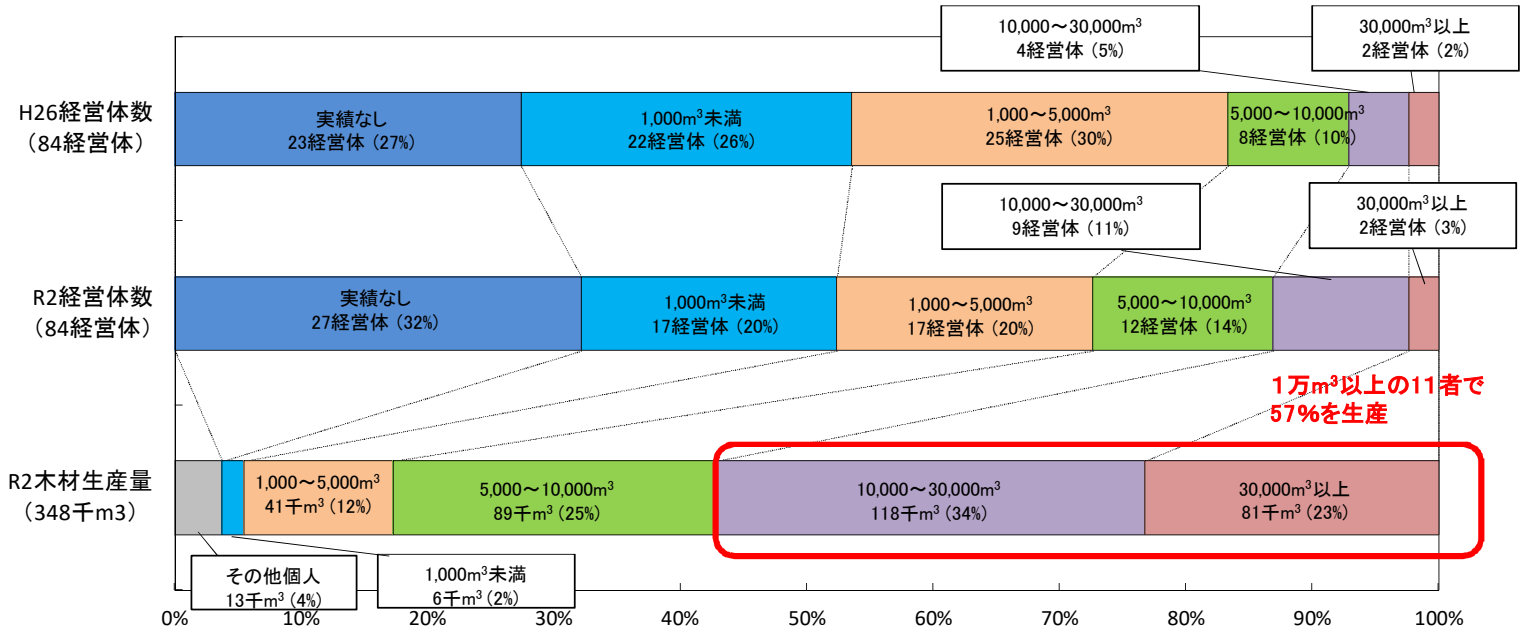 10,000～30,000m³
4経営体（5%）
30,000m³以上
2経営体（2%）
H26経営体数
（84経営体）
実績なし
23経営体（27%）
1,000m³未満
22経営体（26%）
1,000～5,000m³
25経営体（30%）
5,000～10,000m³
8経営体（10%）
10,000～30,000m³
9経営体（11%）
30,000m³以上
2経営体（3%）
R2経営体数
（84経営体）
実績なし
27経営体（32%）
1,000m³未満
17経営体（20%）
1,000～5,000m³
17経営体（20%）
5,000～10,000m³
12経営体（14%）
１万m³以上の11者で
57%を生産
R2木材生産量
（348千m3）
1,000～5,000m³
41千m³（12%）
5,000～10,000m³
89千m³（25%）
10,000～30,000m³
118千m³（34%）
30,000m³以上
81千m³（23%）
その他個人
13千m³（4%）
1,000m³未満
6千m³（2%）
0% 10% 20% 30% 40% 50% 60% 70% 80% 90% 100%